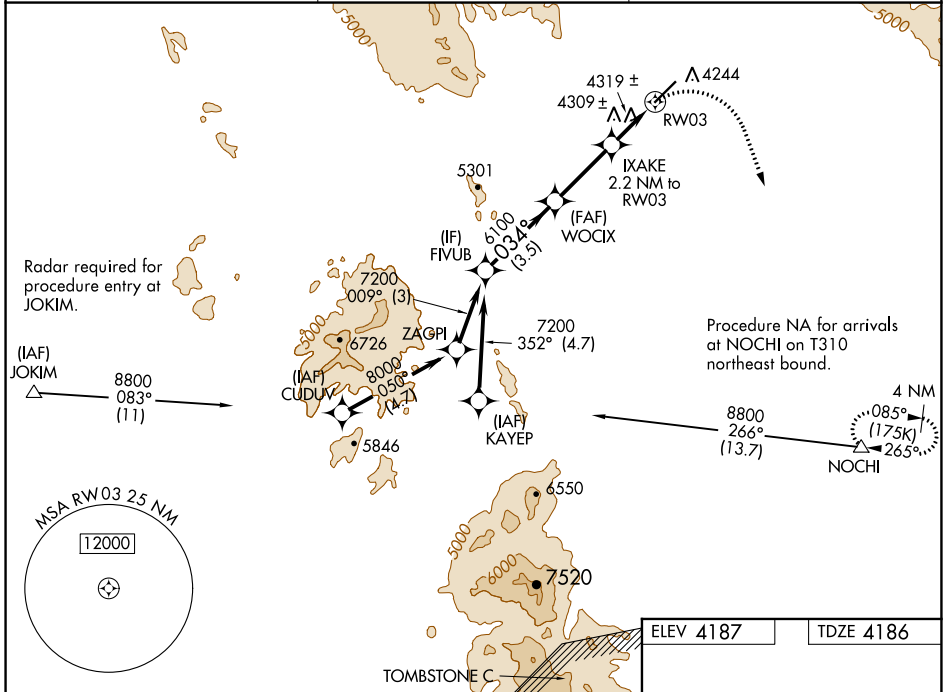 5000
5000
4319 ±
4309 ±
4244
RW03
IXAKE
2.2 NM to
RW03
5301
(FAF)
WOCIX
6100
034°
(3.5)
(IF)
FIVUB
Radar required for
procedure entry at
JOKIM.
7200
009° (3)
5000
6726
ZAGPI
7200
352° (4.7)
Procedure NA for arrivals
at NOCHI on T310
northeast bound.
(IAF)
JOKIM
8800
083°
(11)
(IAF)
CUDUV
8000
050°
(4.7)
(IAF)
KAYEP
8800
266°
(13.7)
4 NM
085°
(175K)
265°
NOCHI
5846
MSA RW03 25 NM
12000
6550
5000
6000
7520
ELEV 4187
TDZE 4186
TOMBSTONE C